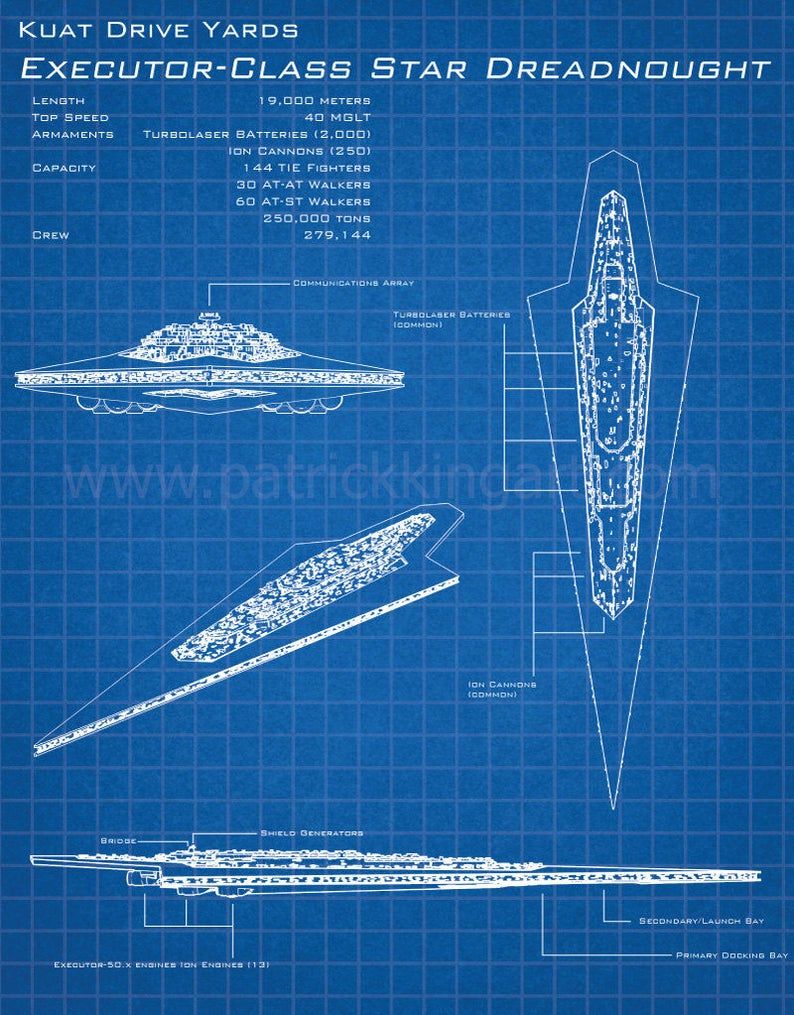 Kuat Drive Yards
Executor-Class Star Dreadnought
Length 19,000 meters
Top Speed 40 MGLT
Armaments Turbolaser BAtteries (2,000)
Ion Cannons (250)
Capacity 144 TIE Fighters
30 AT-AT Walkers
60 AT-ST Walkers
250,000 tons
Crew 279,144
Communications Array
Turbolaser Batteries
(common)
www.patrickkingart.com
Ion Cannons
(common)
Shield Generators
Bridge
Secondary/Launch Bay
Primary Docking Bay
Executor-50.x engines Ion Engines (13)